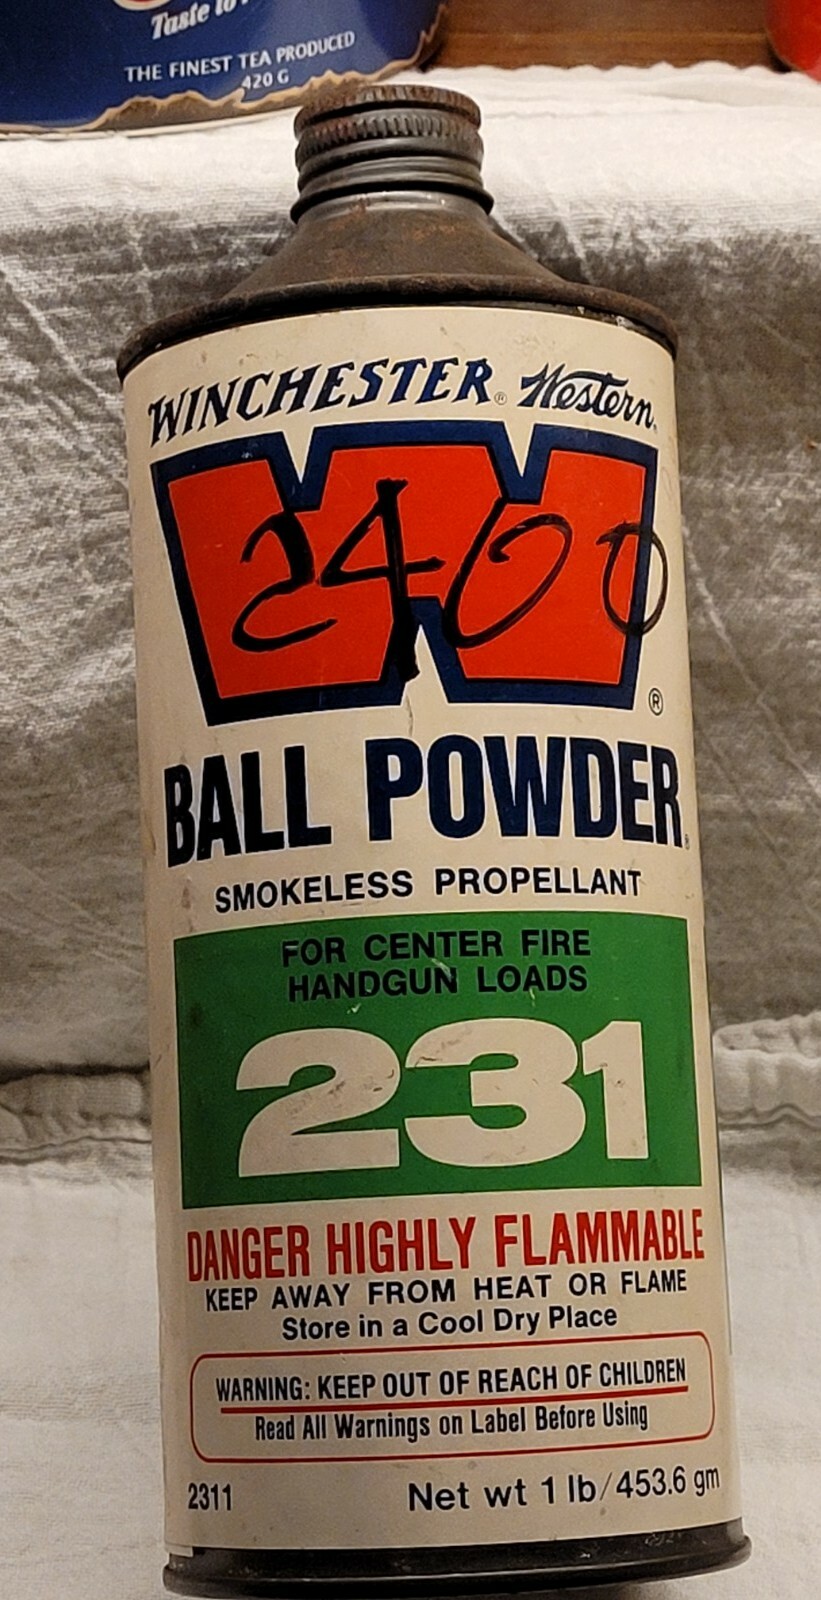 Taste
THE FINEST TEA PRODUCED
420 G
WINCHESTER® Western.
2400
®
BALL POWDER®
SMOKELESS PROPELLANT
FOR CENTER FIRE
HANDGUN LOADS
231
DANGER HIGHLY FLAMMABLE
KEEP AWAY FROM HEAT OR FLAME
Store in a Cool Dry Place
WARNING: KEEP OUT OF REACH OF CHILDREN
Read All Warnings on Label Before Using
2311 Net wt 1 lb/453.6 gm